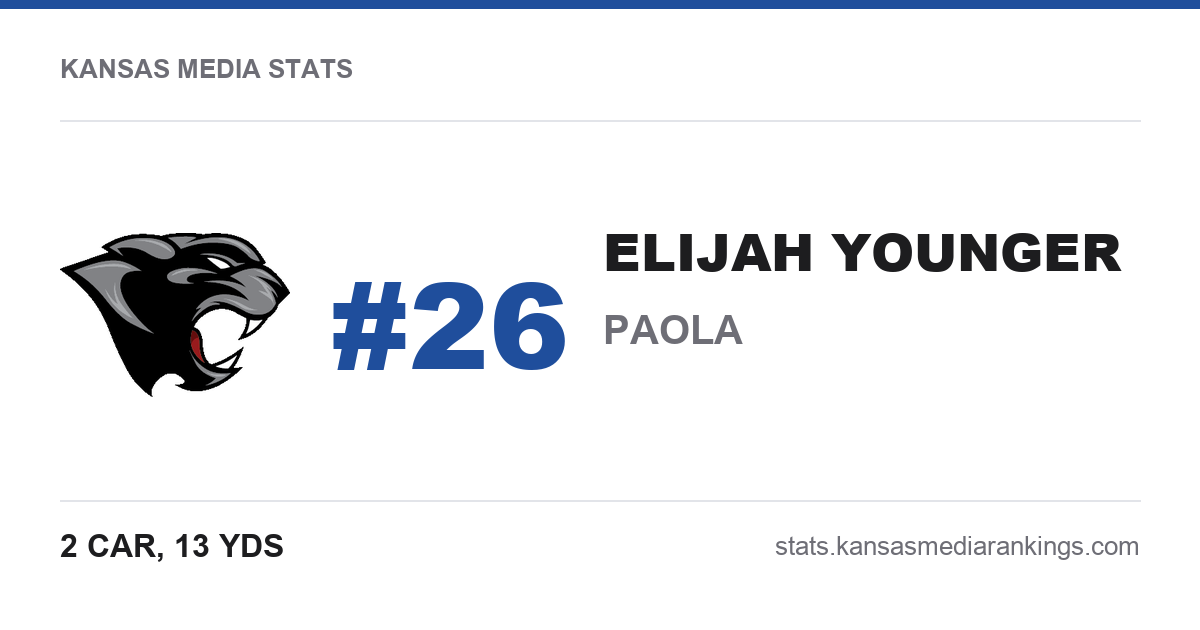 KANSAS MEDIA STATS
#26
ELIJAH YOUNGER
PAOLA
2 CAR, 13 YDS
stats.kansasmediarankings.com